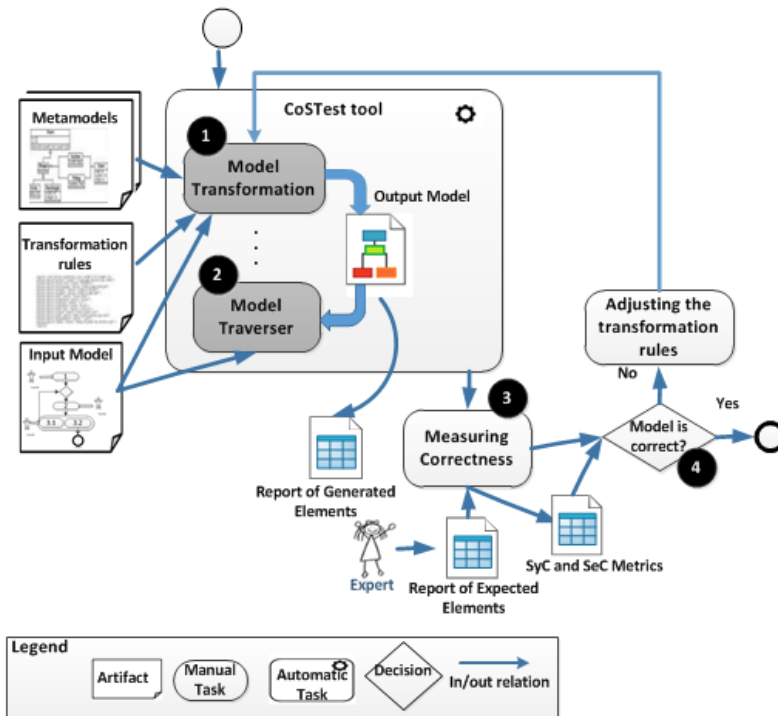 CoSTest tool
Metamodels
1
Model
Transformation
Output Model
Transformation
rules
2
Model
Traverser
Adjusting the
transformation
rules
Input Model
3.1
3.2
No
Yes
3
Measuring
Correctness
Model is
correct?
4
Report of Generated
Elements
Expert
Report of Expected
Elements
SyC and SeC Metrics
Legend
Artifact
Manual
Task
Automatic
Task
Decision
In/out relation